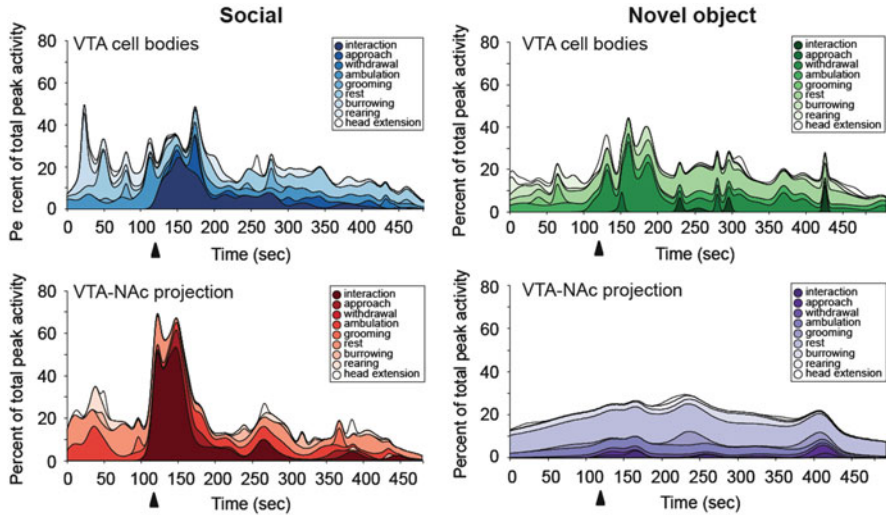 Social
Novel object
VTA cell bodies
interaction
approach
withdrawal
ambulation
grooming
rest
burrowing
rearing
head extension
Pe rcent of total peak activity
80
60
40
20
0
0 50 100 150 200 250 300 350 400 450
Time (sec)
VTA cell bodies
interaction
approach
withdrawal
ambulation
grooming
rest
burrowing
rearing
head extension
Percent of total peak activity
80
60
40
20
0
0 50 100 150 200 250 300 350 400 450
Time (sec)
VTA-NAc projection
interaction
approach
withdrawal
ambulation
grooming
rest
burrowing
rearing
head extension
Percent of total peak activity
80
60
40
20
0
0 50 100 150 200 250 300 350 400 450
Time (sec)
VTA-NAc projection
interaction
approach
withdrawal
ambulation
grooming
rest
burrowing
rearing
head extension
Percent of total peak activity
80
60
40
20
0
0 50 100 150 200 250 300 350 400 450
Time (sec)